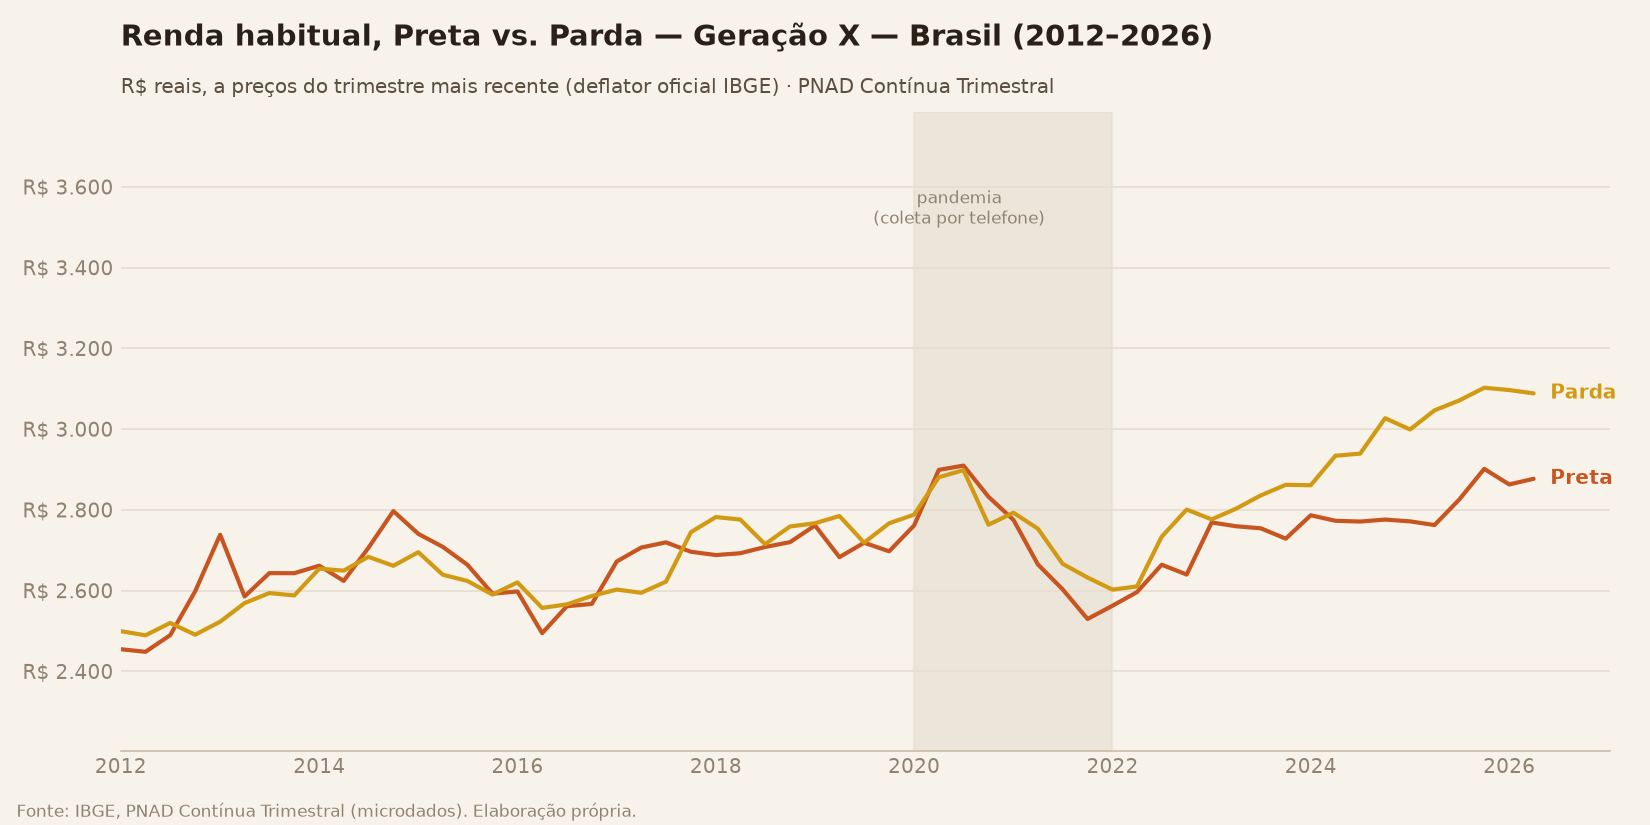 Renda habitual, Preta vs. Parda — Geração X — Brasil (2012–2026)
R$ reais, a preços do trimestre mais recente (deflator oficial IBGE) · PNAD Contínua Trimestral
R$ 3.600
pandemia
(coleta por telefone)
R$ 3.400
R$ 3.200
Parda
R$ 3.000
Preta
R$ 2.800
R$ 2.600
R$ 2.400
2012 2014 2016 2018 2020 2022 2024 2026
Fonte: IBGE, PNAD Contínua Trimestral (microdados). Elaboração própria.